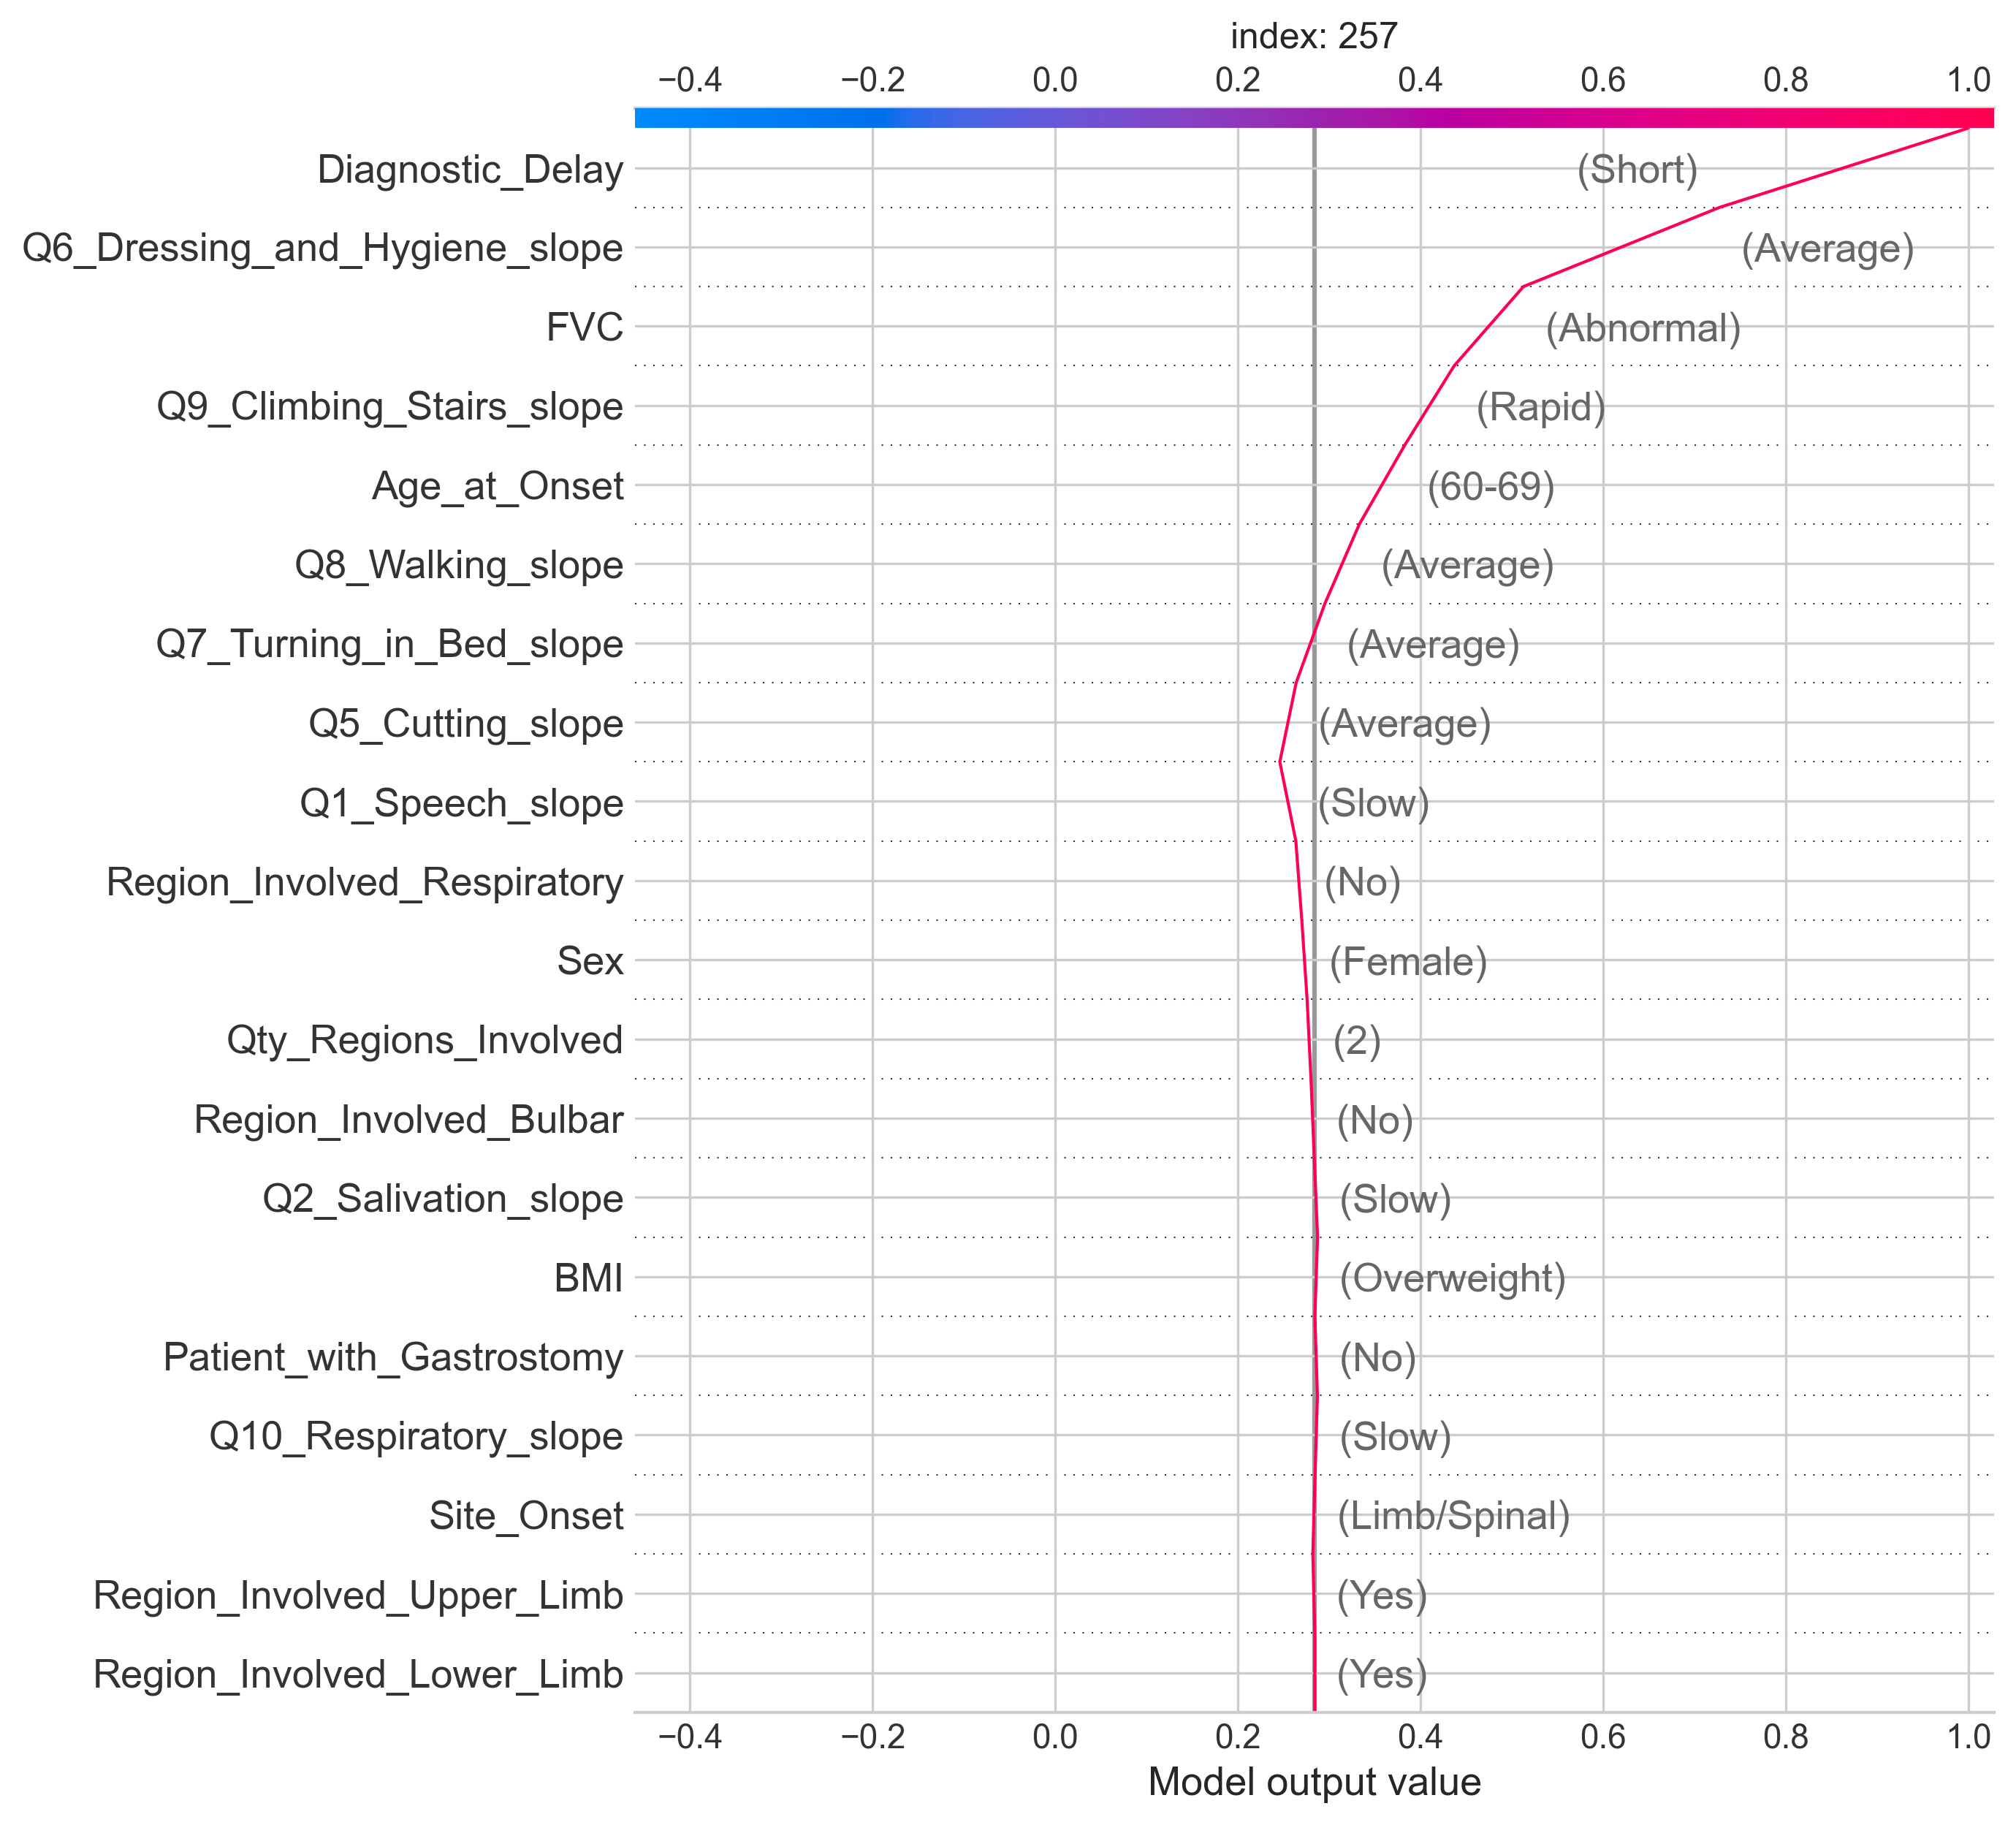 index: 257
−0.4 −0.2 0.0 0.2 0.4 0.6 0.8 1.0
Diagnostic_Delay (Short)
Q6_Dressing_and_Hygiene_slope (Average)
FVC (Abnormal)
Q9_Climbing_Stairs_slope (Rapid)
Age_at_Onset (60-69)
Q8_Walking_slope (Average)
Q7_Turning_in_Bed_slope (Average)
Q5_Cutting_slope (Average)
Q1_Speech_slope (Slow)
Region_Involved_Respiratory (No)
Sex (Female)
Qty_Regions_Involved (2)
Region_Involved_Bulbar (No)
Q2_Salivation_slope (Slow)
BMI (Overweight)
Patient_with_Gastrostomy (No)
Q10_Respiratory_slope (Slow)
Site_Onset (Limb/Spinal)
Region_Involved_Upper_Limb (Yes)
Region_Involved_Lower_Limb (Yes)
−0.4 −0.2 0.0 0.2 0.4 0.6 0.8 1.0
Model output value